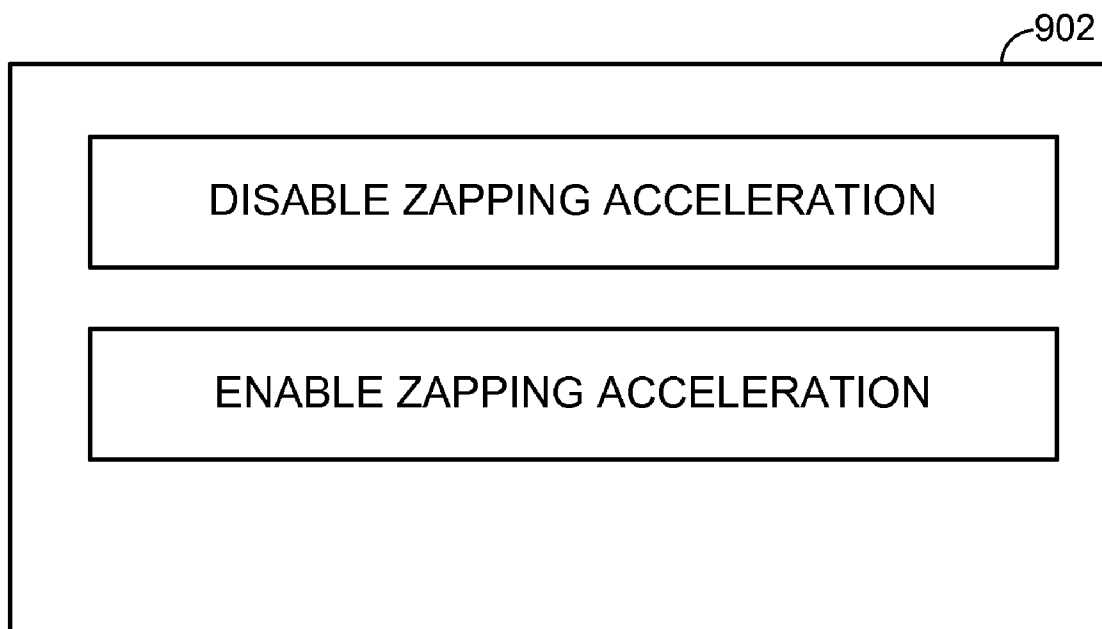 902
DISABLE ZAPPING ACCELERATION
ENABLE ZAPPING ACCELERATION